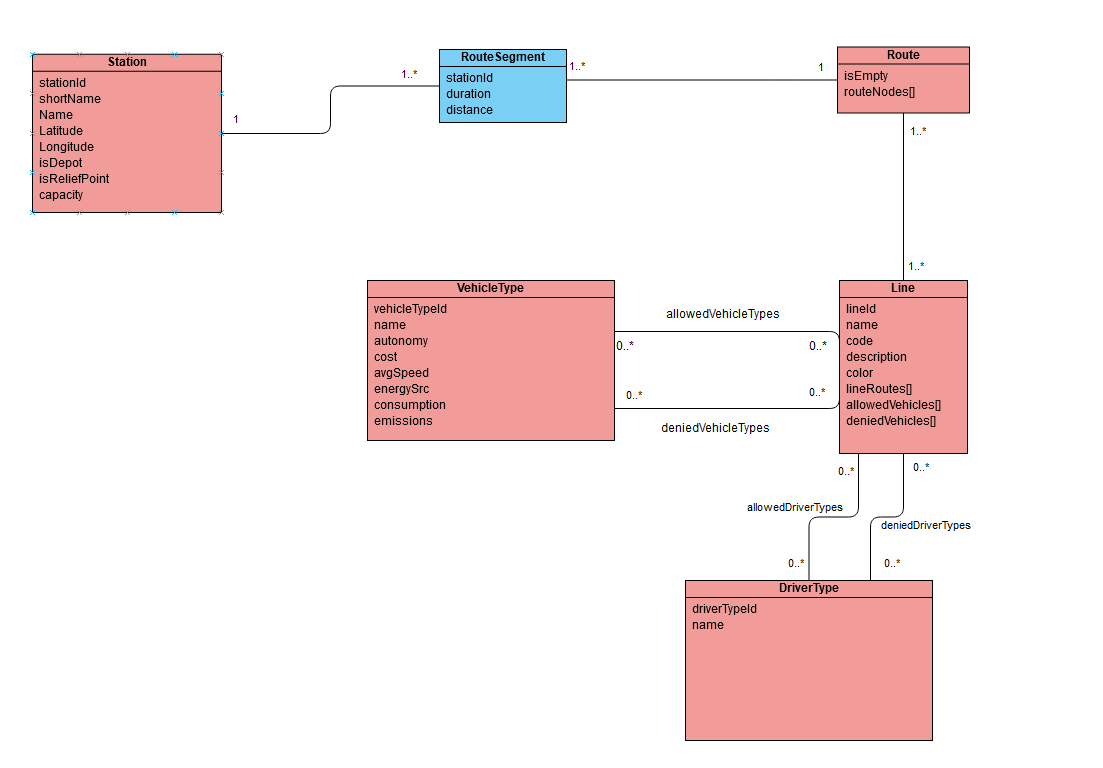 Station
stationId
shortName
Name
Latitude
Longitude
isDepot
isReliefPoint
capacity
1
1..*
RouteSegment
stationId
duration
distance
1..*
1
Route
isEmpty
routeNodes[]
1..*
1..*
VehicleType
vehicleTypeId
name
autonomy
cost
avgSpeed
energySrc
consumption
emissions
allowedVehicleTypes
0..*
0..*
0..*
0..*
deniedVehicleTypes
Line
lineId
name
code
description
color
lineRoutes[]
allowedVehicles[]
deniedVehicles[]
0..*
0..*
allowedDriverTypes
deniedDriverTypes
0..*
0..*
DriverType
driverTypeId
name